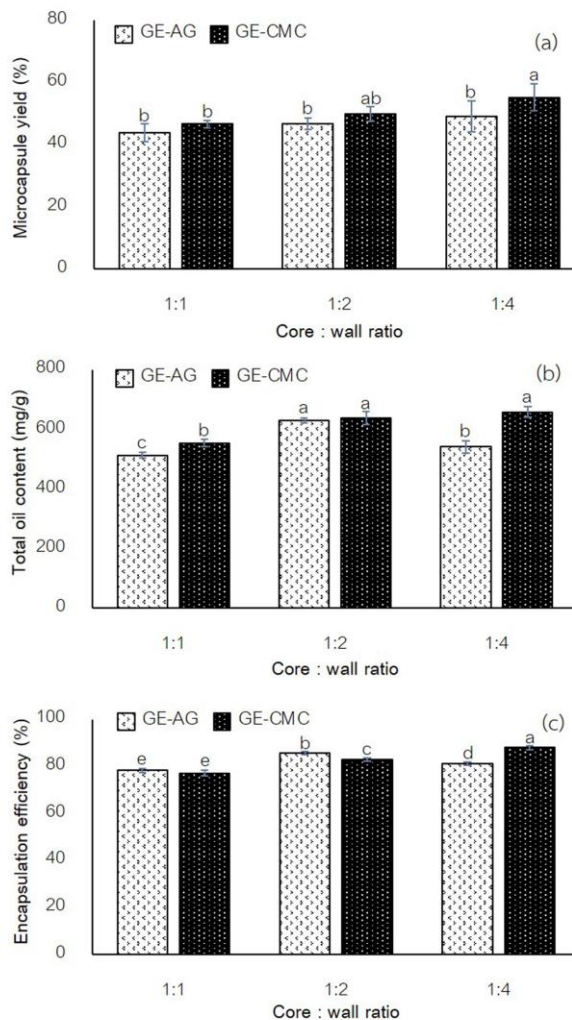 80
60
40
20
0
Microcapsule yield (%)
GE-AG GE-CMC
(a)
b b b ab b a
1:1 1:2 1:4
Core : wall ratio
800
600
400
200
0
Total oil content (mg/g)
GE-AG GE-CMC
(b)
c b a a b a
1:1 1:2 1:4
Core : wall ratio
100
80
60
40
20
0
Encapsulation efficiency (%)
GE-AG GE-CMC
(c)
e e b c d a
1:1 1:2 1:4
Core : wall ratio